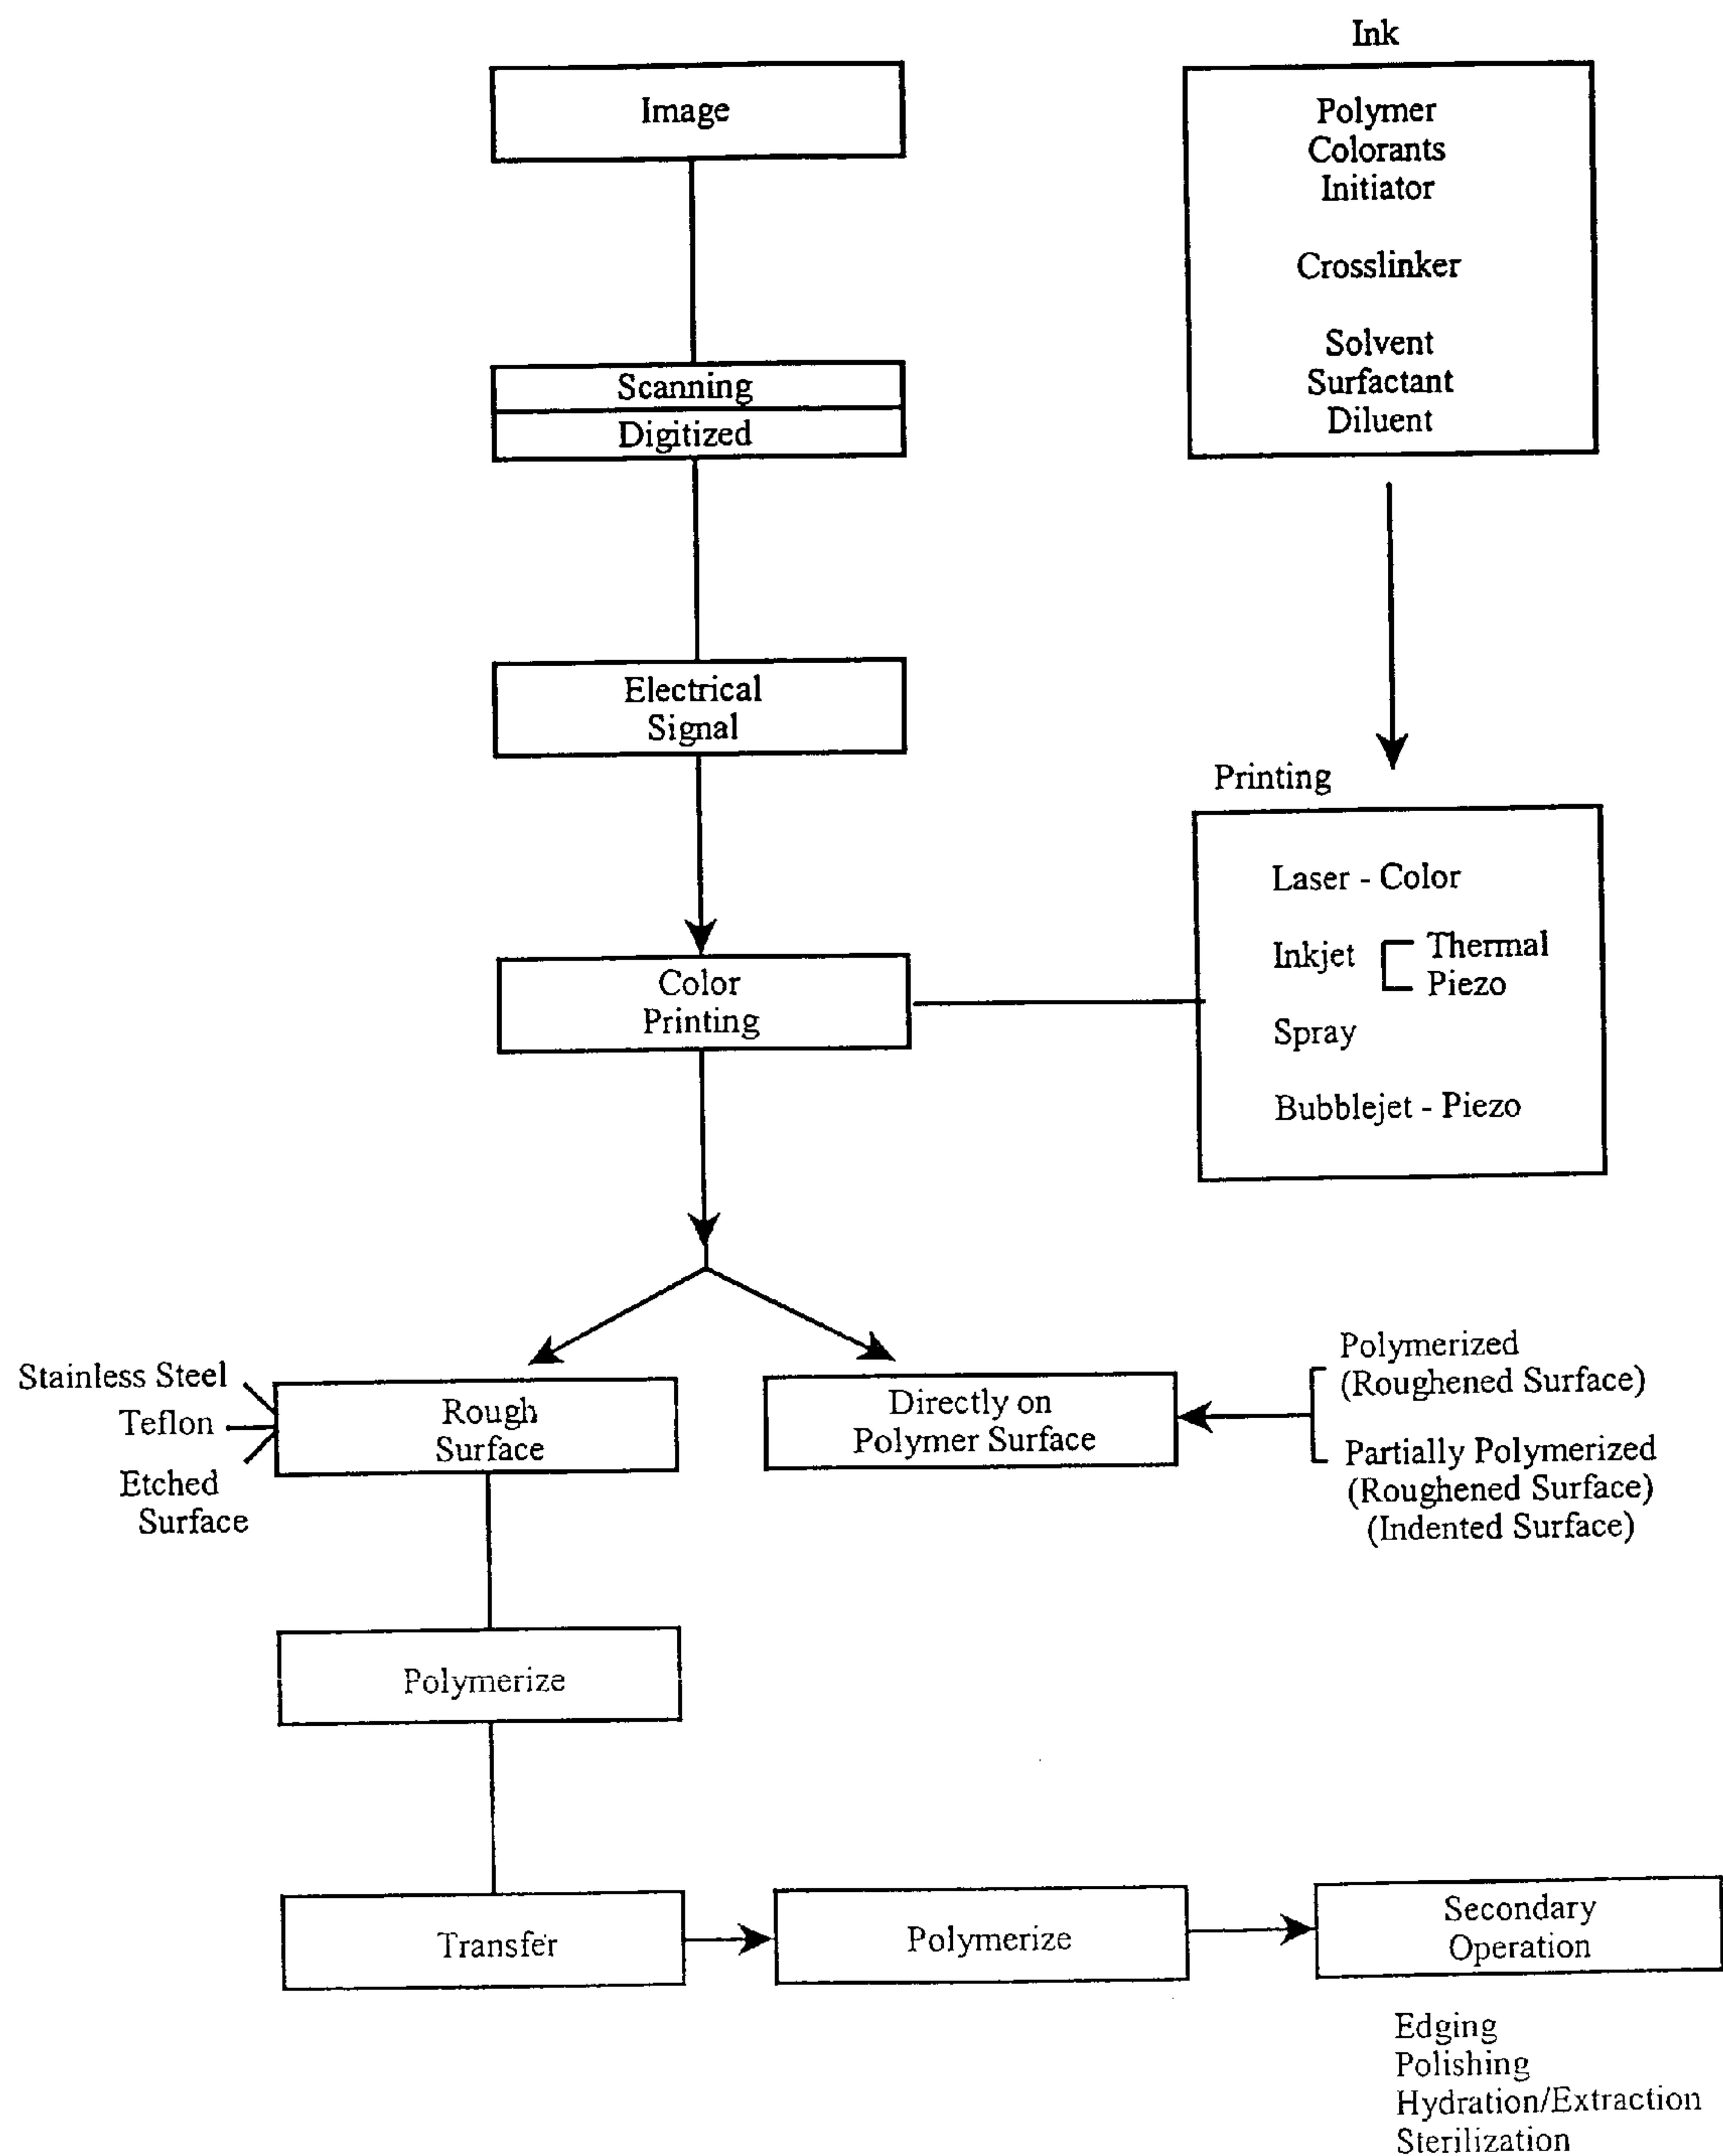 Image
Scanning
Digitized
Electrical
Signal
Color
Printing
Ink
Polymer
Colorants
Initiator
Crosslinker
Solvent
Surfactant
Diluent
Printing
Laser - Color
Inkjet
Thermal
Piezo
Spray
Bubblejet - Piezo
Stainless Steel
Teflon
Etched
Surface
Rough
Surface
Directly on
Polymer Surface
Polymerized
(Roughened Surface)
Partially Polymerized
(Roughened Surface)
(Indented Surface)
Polymerize
Transfer
Polymerize
Secondary
Operation
Edging
Polishing
Hydration/Extraction
Sterilization